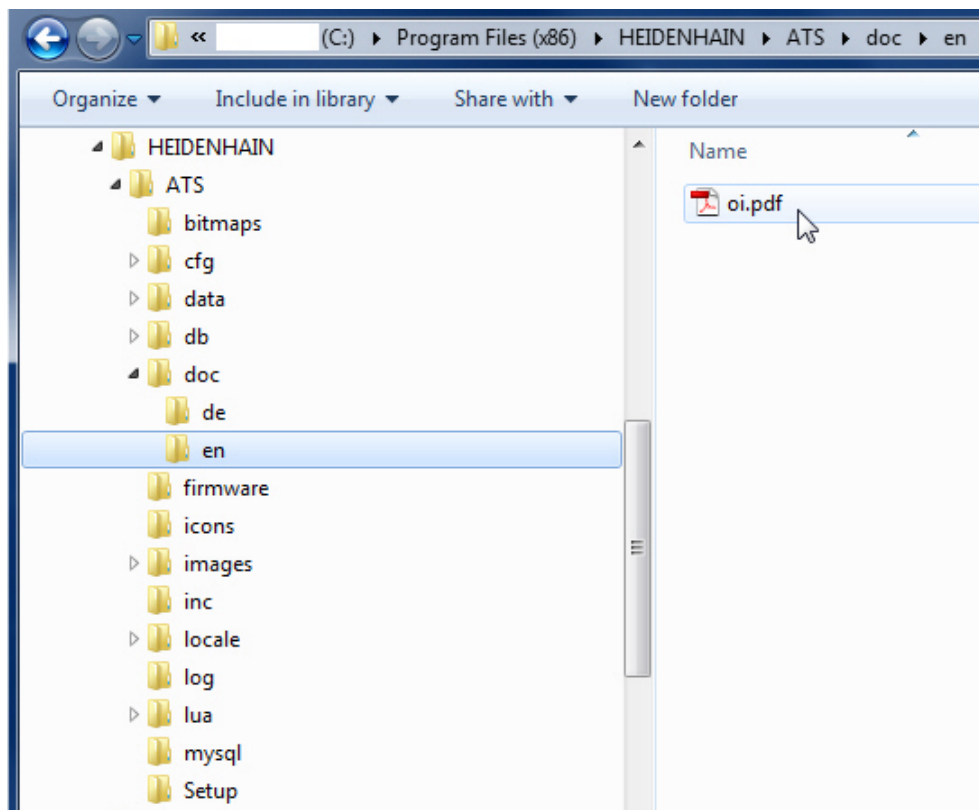 « (C:) ▸ Program Files (x86) ▸ HEIDENHAIN ▸ ATS ▸ doc ▸ en
Organize ▾ Include in library ▾ Share with ▾ New folder
HEIDENHAIN
ATS
bitmaps
cfg
data
db
doc
de
en
firmware
icons
images
inc
locale
log
lua
mysql
Setup
Name
oi.pdf